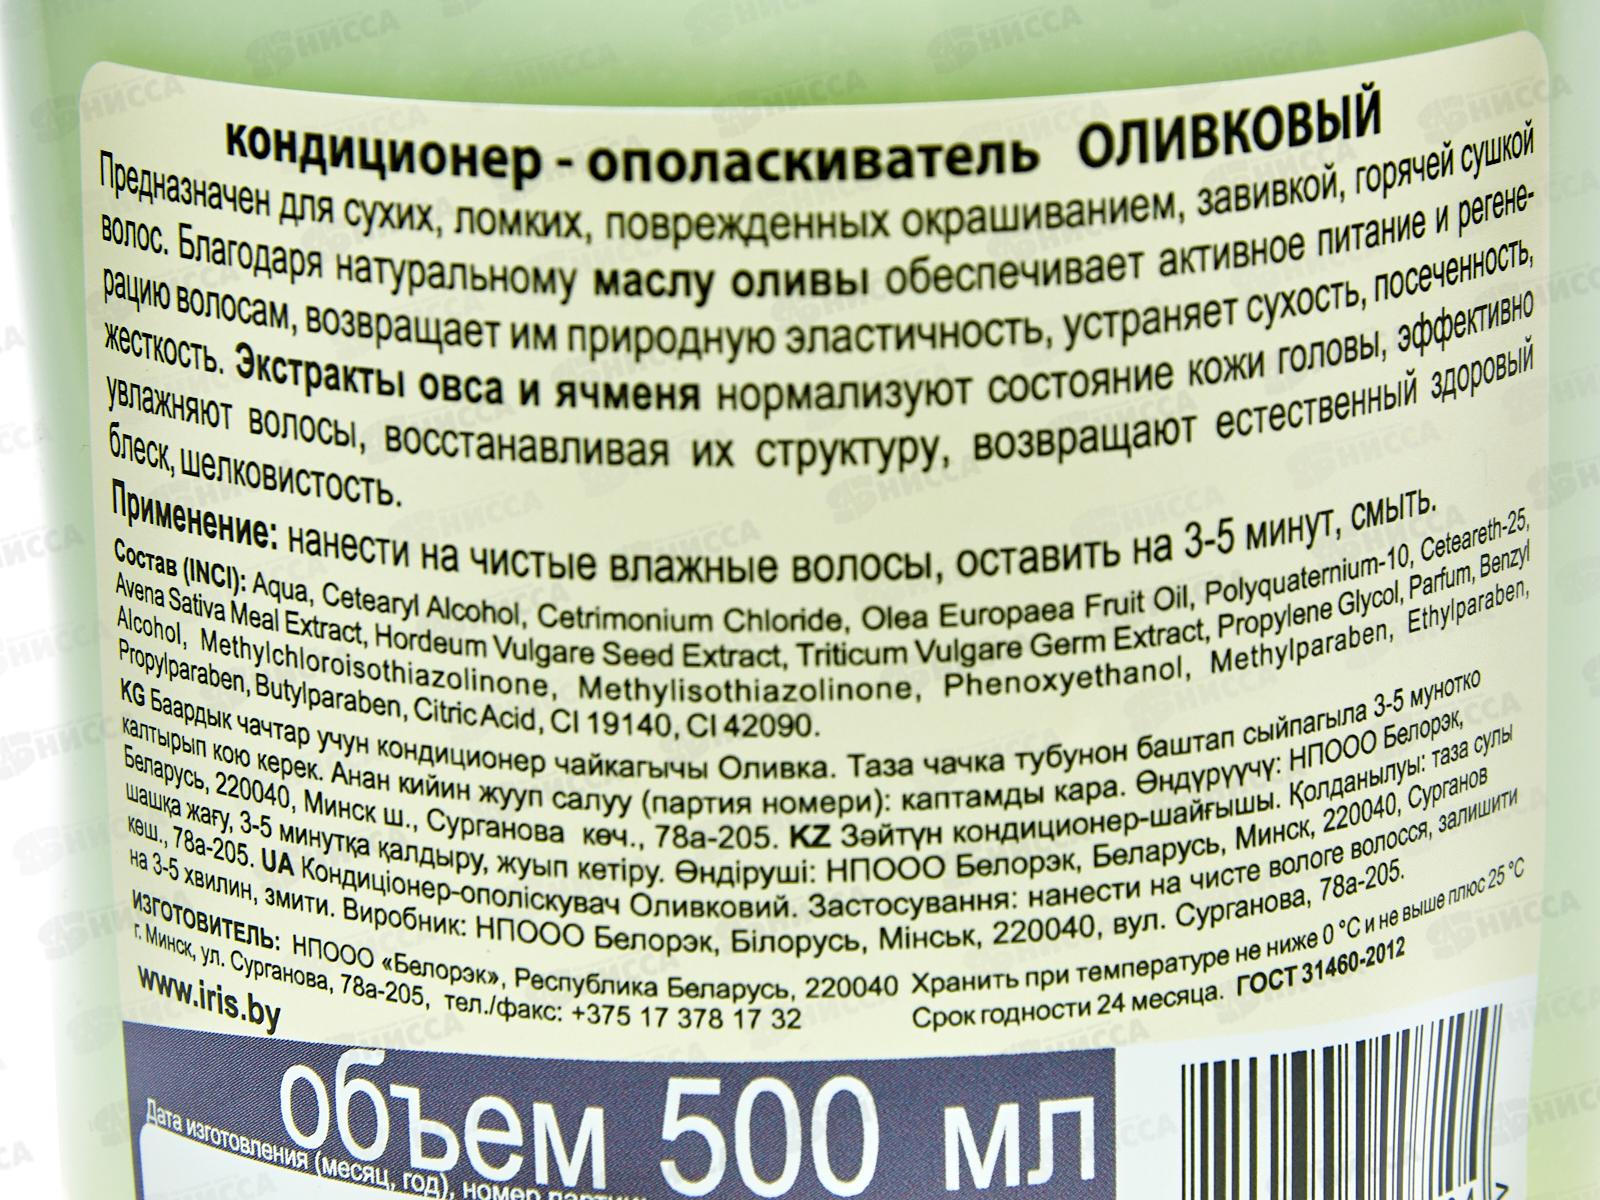 кондиционер - ополаскиватель ОЛИВКОВЫЙ
Предназначен для сухих, ломких, поврежденных окрашиванием, завивкой, горячей сушкой
волос. Благодаря натуральному маслу оливы обеспечивает активное питание и регене-
рацию волосам, возвращает им природную эластичность, устраняет сухость, посеченность,
жесткость. Экстракты овса и ячменя нормализуют состояние кожи головы, эффективно
увлажняют волосы, восстанавливая их структуру, возвращают естественный здоровый
блеск, шелковистость.
Применение: нанести на чистые влажные волосы, оставить на 3-5 минут, смыть.
Состав (INCI): Aqua, Cetearyl Alcohol, Cetrimonium Chloride, Olea Europaea Fruit Oil, Polyquaternium-10, Ceteareth-25,
Avena Sativa Meal Extract, Hordeum Vulgare Seed Extract, Triticum Vulgare Germ Extract, Propylene Glycol, Parfum, Benzyl
Alcohol, Methylchloroisothiazolinone, Methylisothiazolinone, Phenoxyethanol, Methylparaben, Ethylparaben,
Propylparaben, Butylparaben, Citric Acid, CI 19140, CI 42090.
KG Баардык чачтар учун кондиционер чайкагычы Оливка. Таза чачка тубунон баштап сыйпагыла 3-5 мунотко
калтырып кою керек. Анан кийин жууп салуу (партия номери): каптамды кара. Өндүрүүчү: НПООО Белорэк,
Беларусь, 220040, Минск ш., Сурганова кеч., 78а-205. KZ Зәйтүн кондиционер-шайғышы. Қолданылуы: таза сулы
шашқа жағу, 3-5 минутқа қалдыру, жуып кетіру. Өндіруші: НПООО Белорэк, Беларусь, Минск, 220040, Сурганов
көш., 78а-205. UA Кондиціонер-ополіскувач Оливковий. Застосування: нанести на чисте вологе волосся, залишити
на 3-5 хвилин, змити. Виробник: НПООО Белорэк, Білорусь, Мінськ, 220040, вул. Сурганова, 78а-205.
ИЗГОТОВИТЕЛЬ: НПООО «Белорэк», Республика Беларусь, 220040
г. Минск, ул. Сурганова, 78а-205, тел./факс: +375 17 378 17 32
www.iris.by
Хранить при температуре не ниже 0 °С и не выше плюс 25 °С
Срок годности 24 месяца. ГОСТ 31460-2012
объем 500 мл
Дата изготовления (месяц, год), номер партии